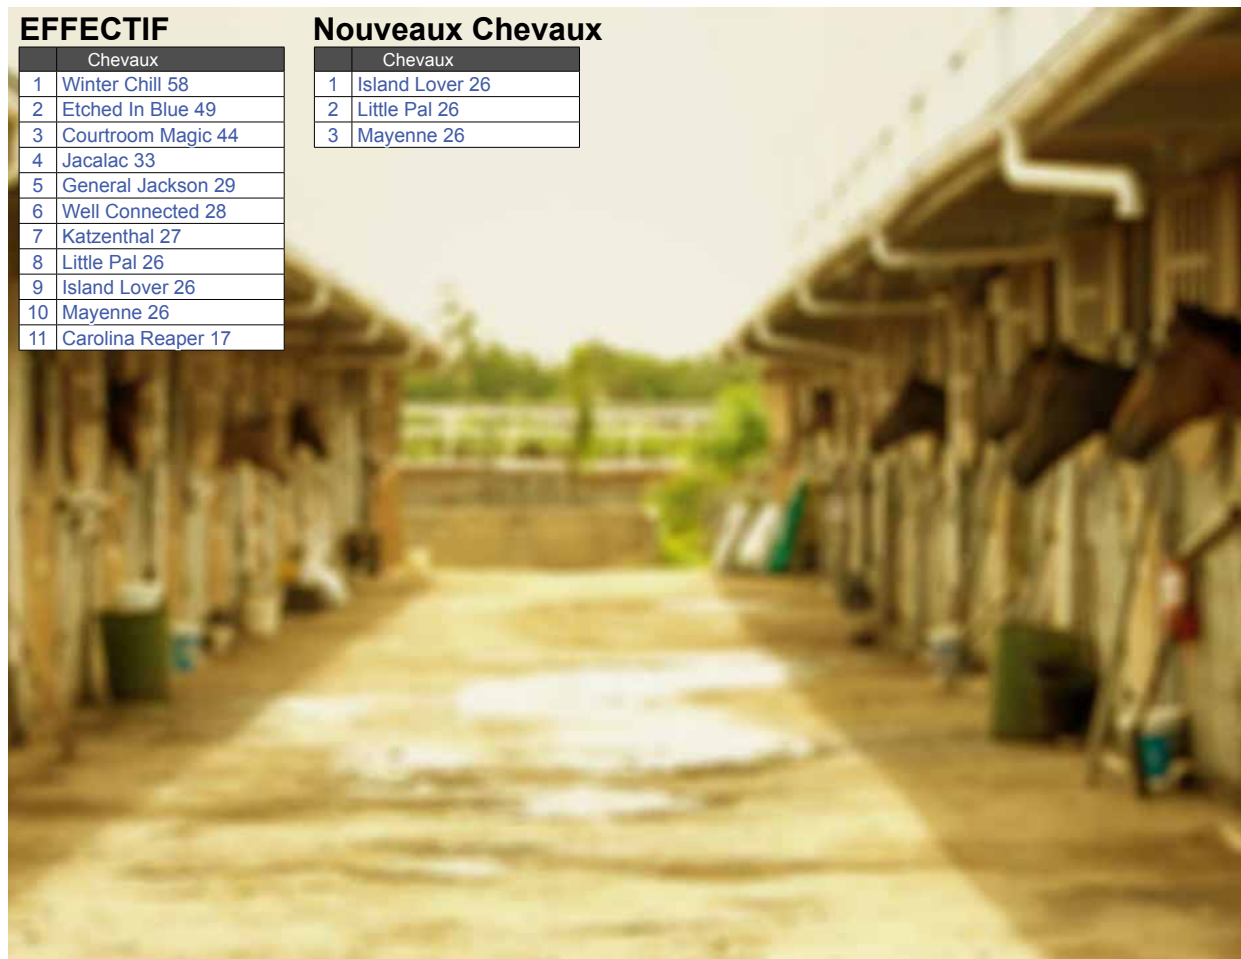 EFFECTIF
Chevaux
1 Winter Chill 58
2 Etched In Blue 49
3 Courtroom Magic 44
4 Jacalac 33
5 General Jackson 29
6 Well Connected 28
7 Katzenthal 27
8 Little Pal 26
9 Island Lover 26
10 Mayenne 26
11 Carolina Reaper 17
Nouveaux Chevaux
Chevaux
1 Island Lover 26
2 Little Pal 26
3 Mayenne 26